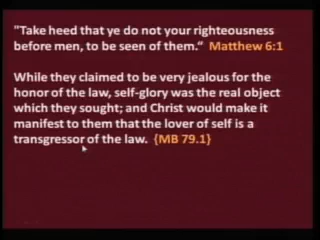 "Take heed that ye do not your righteousness
before men, to be seen of them.“ Matthew 6:1
While they claimed to be very jealous for the
honor of the law, self-glory was the real object
which they sought; and Christ would make it
manifest to them that the lover of self is a
transgressor of the law. {MB 79.1}